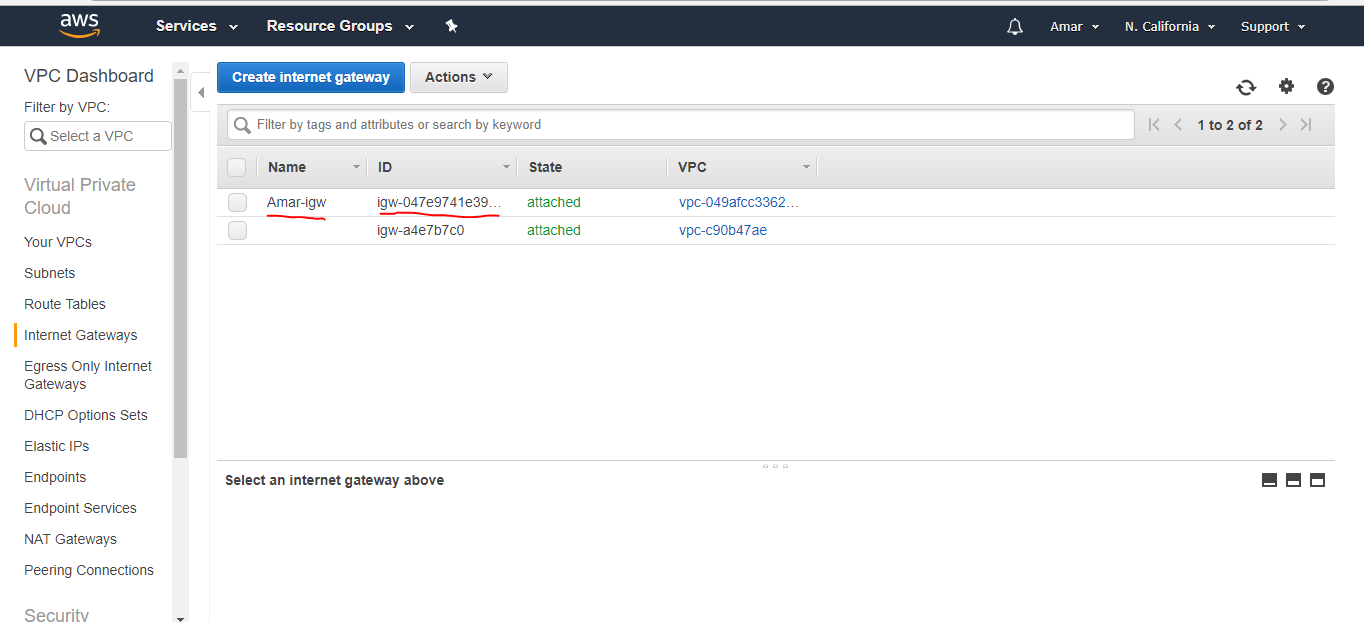 aws Services Resource Groups Amar N. California Support
VPC Dashboard
Filter by VPC:
Select a VPC
Virtual Private
Cloud
Your VPCs
Subnets
Route Tables
Internet Gateways
Egress Only Internet
Gateways
DHCP Options Sets
Elastic IPs
Endpoints
Endpoint Services
NAT Gateways
Peering Connections
Security
Create internet gateway Actions
Filter by tags and attributes or search by keyword 1 to 2 of 2
Name ID State VPC
Amar-igw igw-047e9741e39... attached vpc-049afcc3362...
igw-a4e7b7c0 attached vpc-c90b47ae
Select an internet gateway above